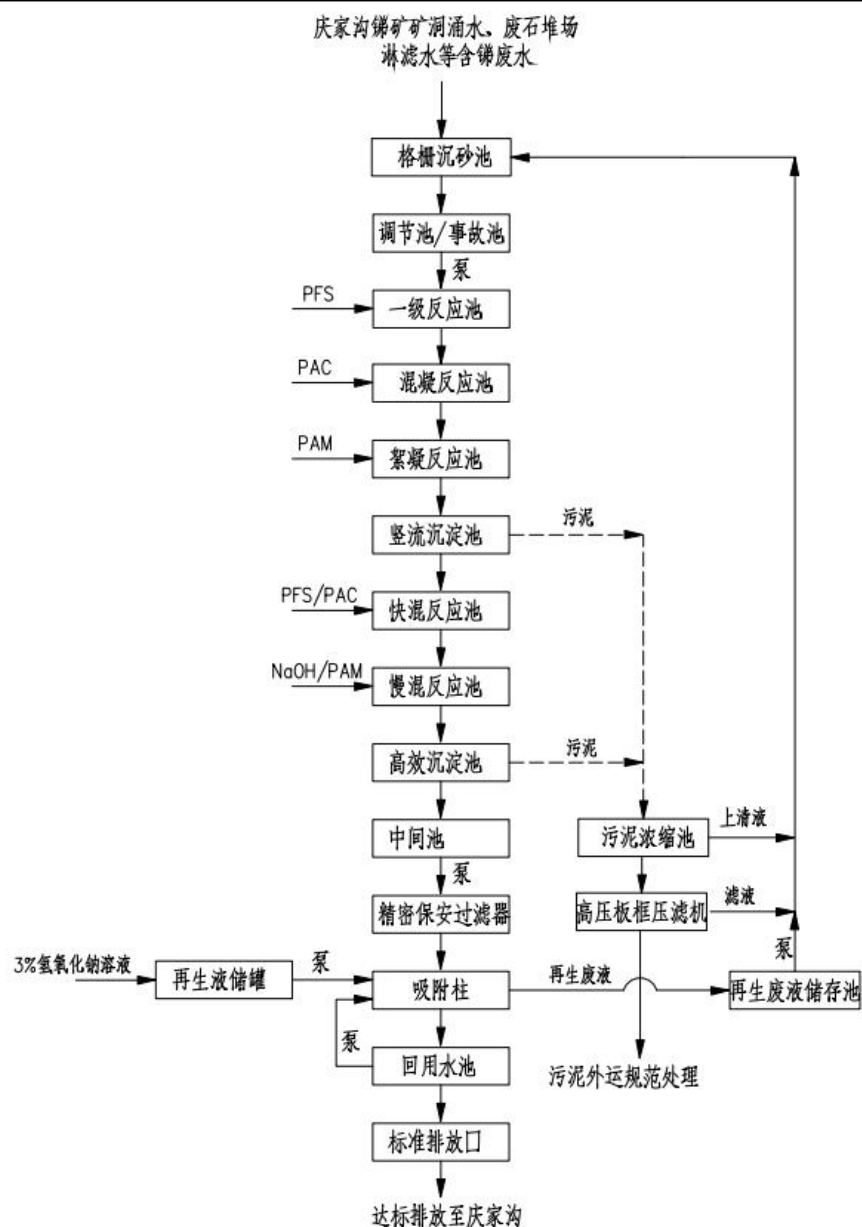 庆家沟锑矿矿洞涌水、废石堆场
淋滤水等含锑废水
格栅沉砂池
调节池/事故池
泵
PFS
一级反应池
PAC
混凝反应池
PAM
絮凝反应池
竖流沉淀池
污泥
PFS/PAC
快混反应池
NaOH/PAM
慢混反应池
高效沉淀池
污泥
中间池
污泥浓缩池
上清液
泵
精密保安过滤器
高压板框压滤机
滤液
泵
3%氢氧化钠溶液
再生液储罐
泵
吸附柱
再生废液
再生废液储存池
泵
回用水池
污泥外运规范处理
标准排放口
达标排放至庆家沟